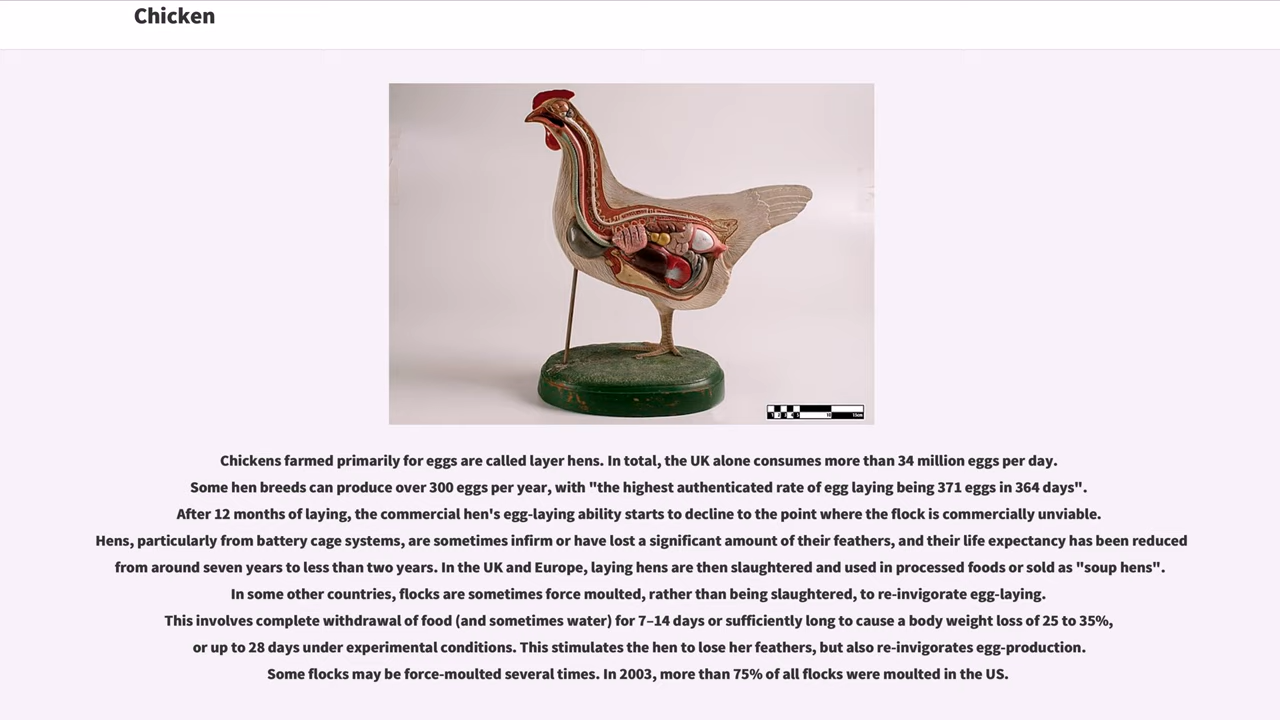 Chicken
Chickens farmed primarily for eggs are called layer hens. In total, the UK alone consumes more than 34 million eggs per day.
Some hen breeds can produce over 300 eggs per year, with "the highest authenticated rate of egg laying being 371 eggs in 364 days".
After 12 months of laying, the commercial hen's egg-laying ability starts to decline to the point where the flock is commercially unviable.
Hens, particularly from battery cage systems, are sometimes infirm or have lost a significant amount of their feathers, and their life expectancy has been reduced
from around seven years to less than two years. In the UK and Europe, laying hens are then slaughtered and used in processed foods or sold as "soup hens".
In some other countries, flocks are sometimes force moulted, rather than being slaughtered, to re-invigorate egg-laying.
This involves complete withdrawal of food (and sometimes water) for 7–14 days or sufficiently long to cause a body weight loss of 25 to 35%,
or up to 28 days under experimental conditions. This stimulates the hen to lose her feathers, but also re-invigorates egg-production.
Some flocks may be force-moulted several times. In 2003, more than 75% of all flocks were moulted in the US.